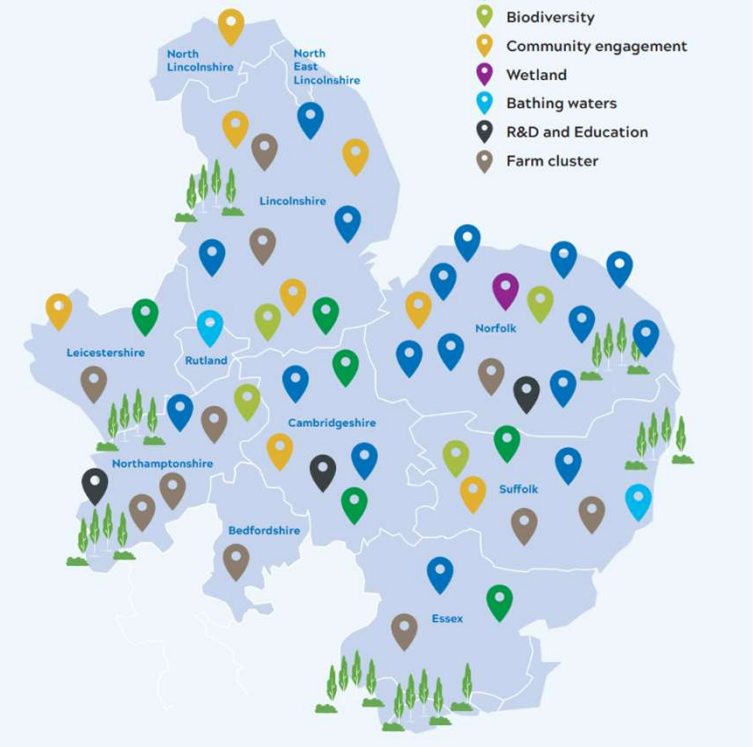 Biodiversity
Community engagement
Wetland
Bathing waters
R&D and Education
Farm cluster
North
Lincolnshire
North
East
Lincolnshire
Lincolnshire
Norfolk
Leicestershire
Rutland
Cambridgeshire
Northamptonshire
Suffolk
Bedfordshire
Essex